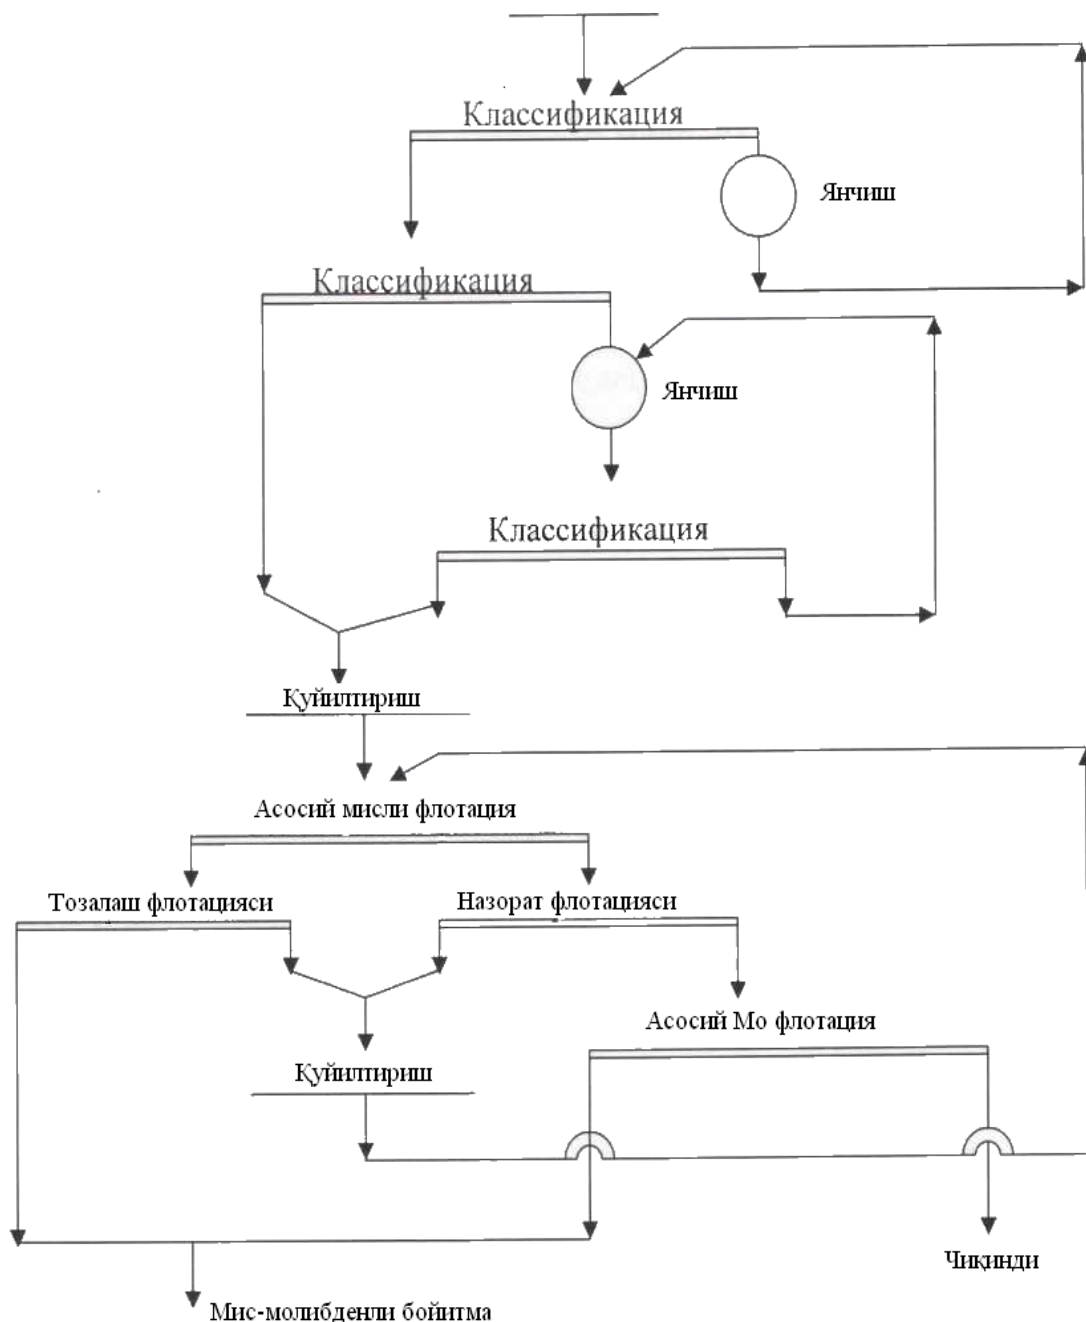 Классификация
Янчиш
Классификация
Янчиш
Классификация
Қуйилтириш
Асосий мисли флотация
Тозалаш флотацияси
Назорат флотацияси
Асосий Мо флотация
Қуйилтириш
Чиқинди
Мис-молибденли бойитма